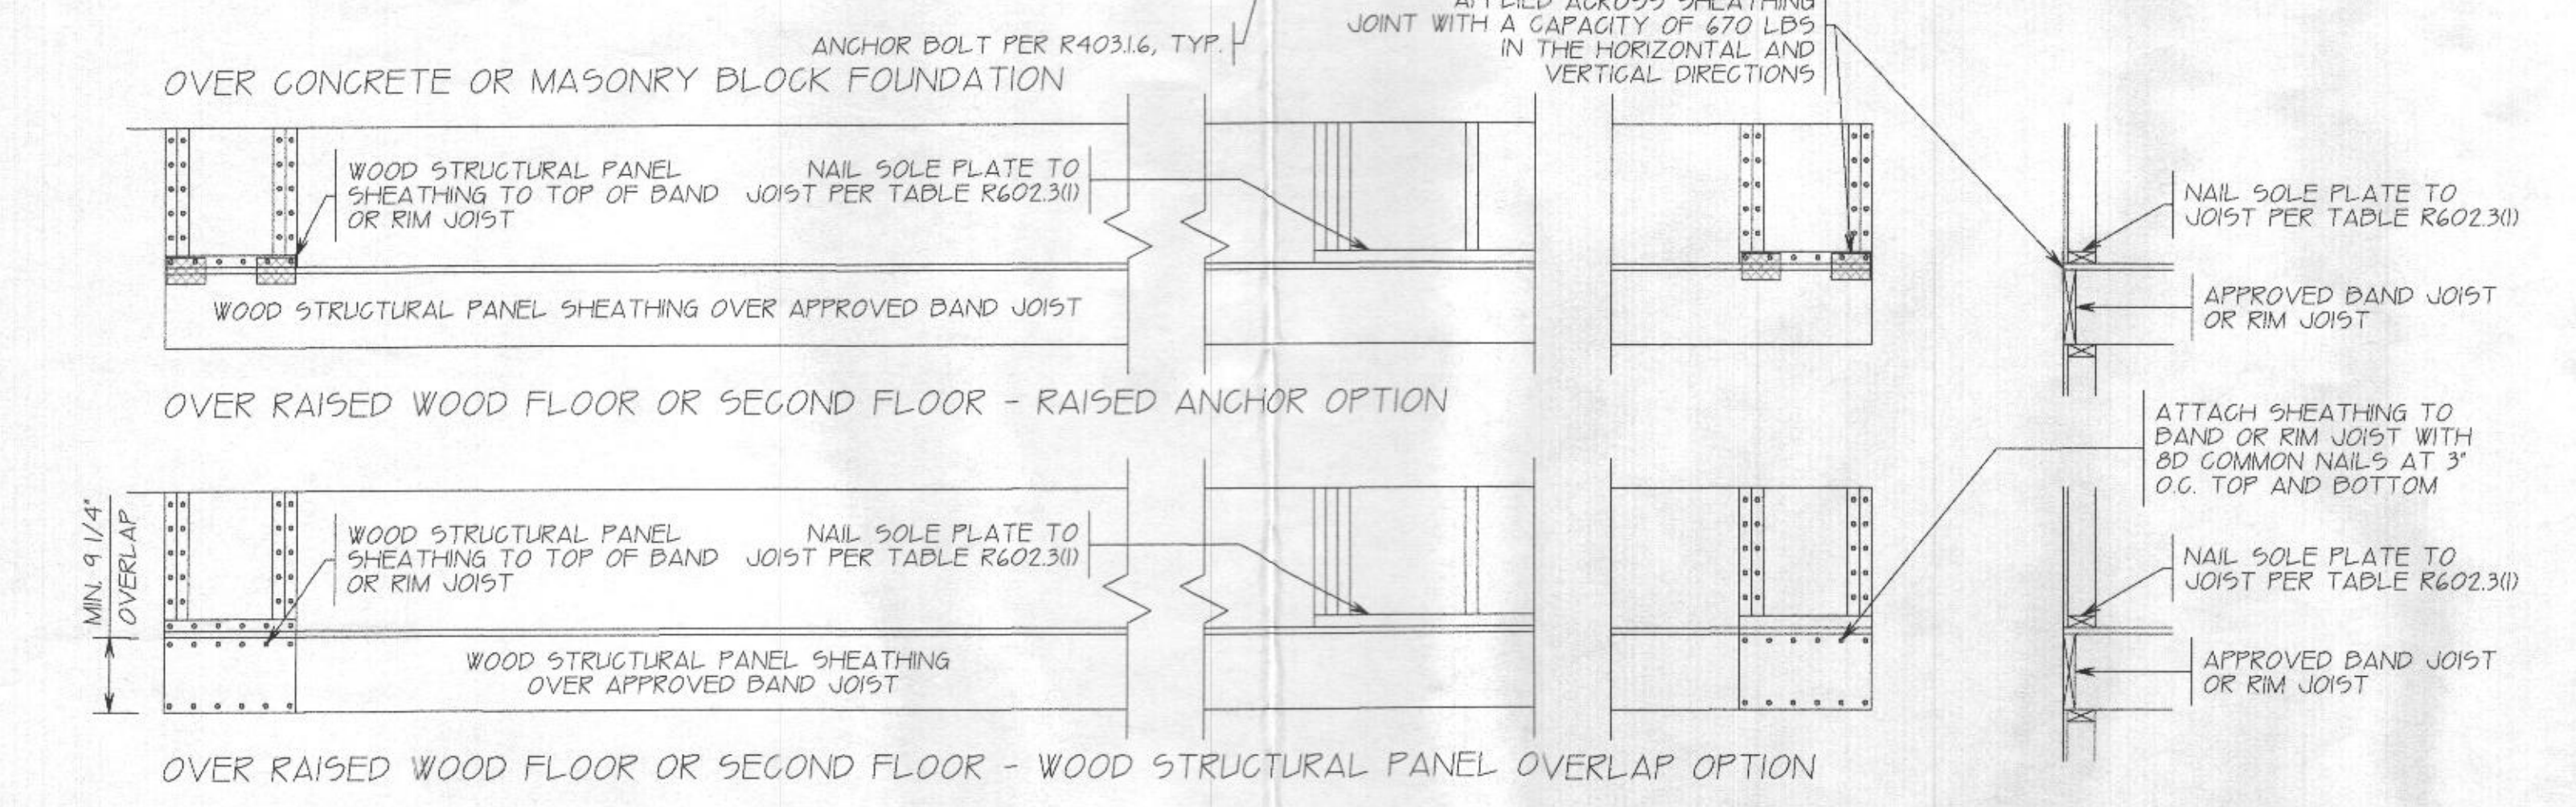 APPLIED ACROSS SHEATHING
JOINT WITH A CAPACITY OF 670 LBS
IN THE HORIZONTAL AND
VERTICAL DIRECTIONS
ANCHOR BOLT PER R403.1.6, TYP.
OVER CONCRETE OR MASONRY BLOCK FOUNDATION
WOOD STRUCTURAL PANEL
SHEATHING TO TOP OF BAND
OR RIM JOIST
NAIL SOLE PLATE TO
JOIST PER TABLE R602.3(1)
NAIL SOLE PLATE TO
JOIST PER TABLE R602.3(1)
WOOD STRUCTURAL PANEL SHEATHING OVER APPROVED BAND JOIST
APPROVED BAND JOIST
OR RIM JOIST
OVER RAISED WOOD FLOOR OR SECOND FLOOR - RAISED ANCHOR OPTION
ATTACH SHEATHING TO
BAND OR RIM JOIST WITH
8D COMMON NAILS AT 3"
O.C. TOP AND BOTTOM
MIN. 9 1/4"
OVERLAP
WOOD STRUCTURAL PANEL
SHEATHING TO TOP OF BAND
OR RIM JOIST
NAIL SOLE PLATE TO
JOIST PER TABLE R602.3(1)
NAIL SOLE PLATE TO
JOIST PER TABLE R602.3(1)
WOOD STRUCTURAL PANEL SHEATHING
OVER APPROVED BAND JOIST
APPROVED BAND JOIST
OR RIM JOIST
OVER RAISED WOOD FLOOR OR SECOND FLOOR - WOOD STRUCTURAL PANEL OVERLAP OPTION